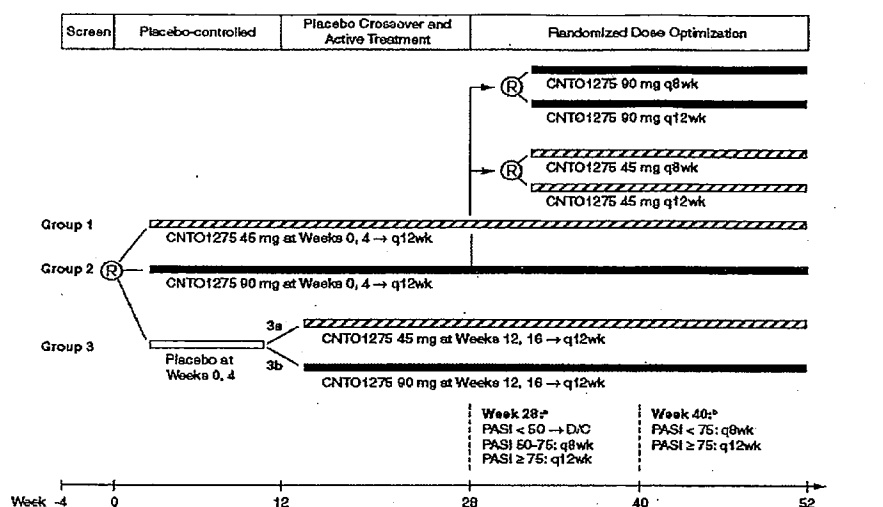 Screen
Placebo-controlled
Placebo Crossover and
Active Treatment
Randomized Dose Optimization
R
CNTO1275 90 mg q8wk
CNTO1275 90 mg q12wk
R
CNTO1275 45 mg q8wk
CNTO1275 45 mg q12wk
Group 1
CNTO1275 45 mg at Weeks 0, 4 → q12wk
Group 2
R
CNTO1275 90 mg at Weeks 0, 4 → q12wk
Group 3
Placebo at
Weeks 0, 4
3a
CNTO1275 45 mg at Weeks 12, 16 → q12wk
3b
CNTO1275 90 mg at Weeks 12, 16 → q12wk
Week 28:ᵃ
PASI < 50 → D/C
PASI 50-75: q8wk
PASI ≥ 75: q12wk
Week 40:ᵇ
PASI < 75: q8wk
PASI ≥ 75: q12wk
Week -4 0 12 28 40 52